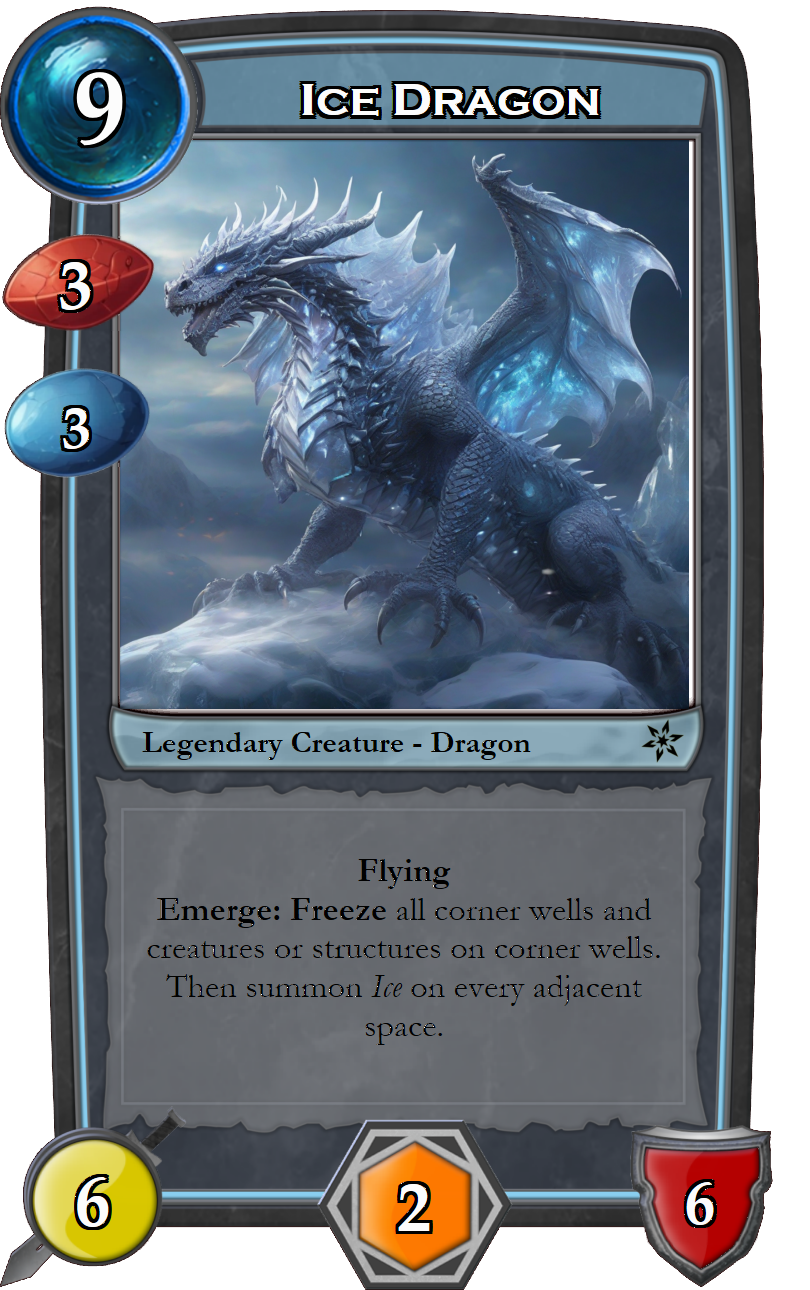 9
Ice Dragon
3
3
Legendary Creature - Dragon
Flying
Emerge: Freeze all corner wells and
creatures or structures on corner wells.
Then summon Ice on every adjacent
space.
6
2
6